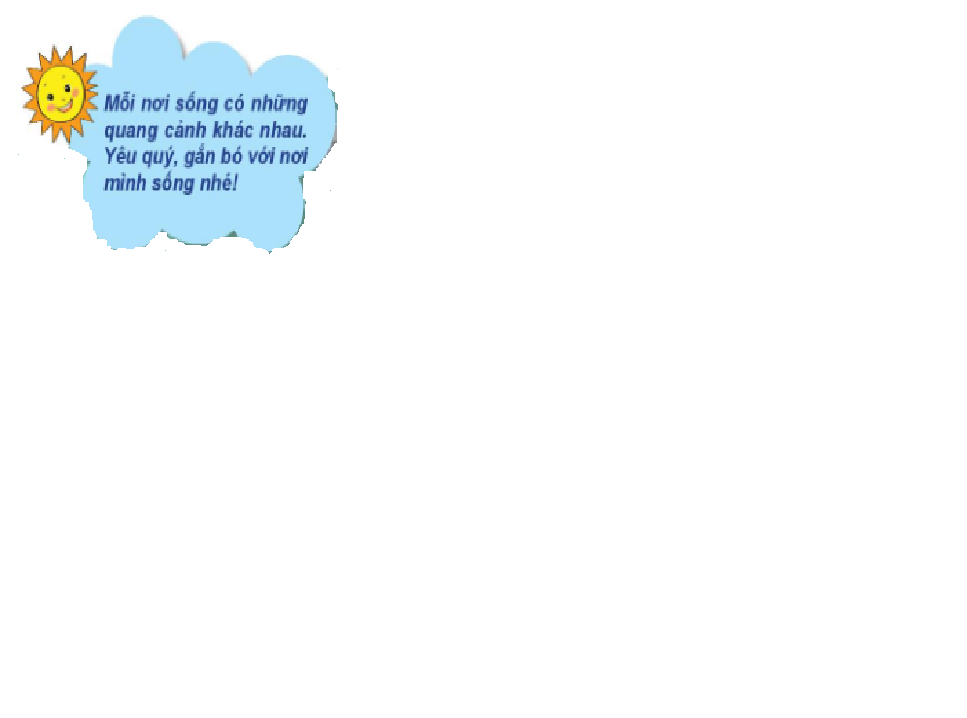 Mỗi nơi sống có những
quang cảnh khác nhau.
Yêu quý, gắn bó với nơi
mình sống nhé!